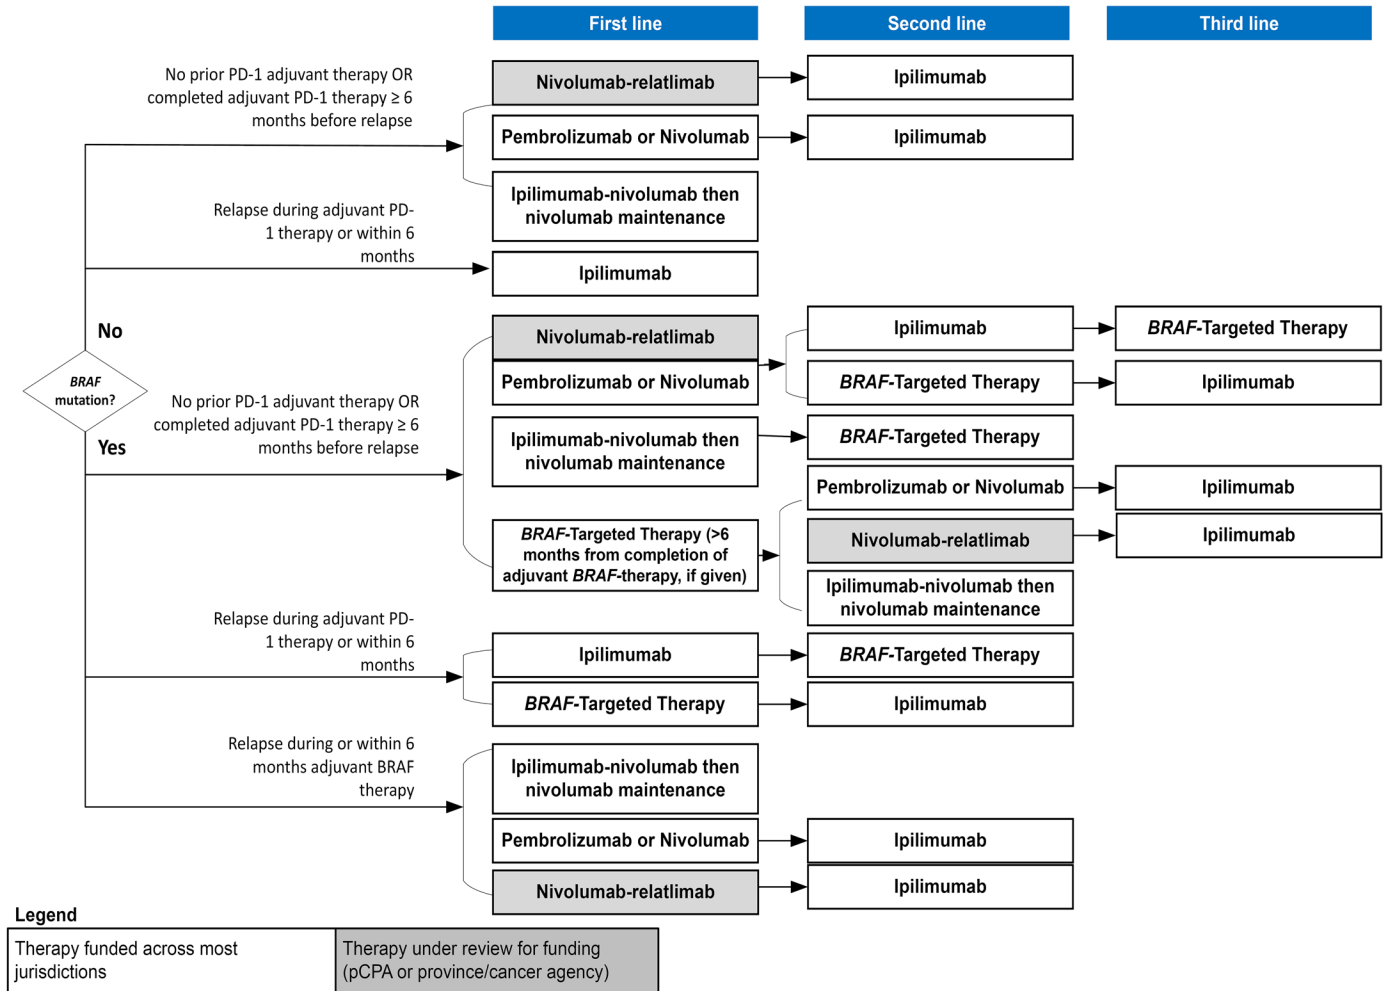 First line
Second line
Third line
No prior PD-1 adjuvant therapy OR
completed adjuvant PD-1 therapy ≥ 6
months before relapse
Nivolumab-relatlimab
Ipilimumab
Pembrolizumab or Nivolumab
Ipilimumab
Ipilimumab-nivolumab then
nivolumab maintenance
Relapse during adjuvant PD-
1 therapy or within 6
months
Ipilimumab
No
BRAF
mutation?
Yes
No prior PD-1 adjuvant therapy OR
completed adjuvant PD-1 therapy ≥ 6
months before relapse
Nivolumab-relatlimab
Pembrolizumab or Nivolumab
Ipilimumab
BRAF-Targeted Therapy
BRAF-Targeted Therapy
Ipilimumab
Ipilimumab-nivolumab then
nivolumab maintenance
BRAF-Targeted Therapy
BRAF-Targeted Therapy (>6
months from completion of
adjuvant BRAF-therapy, if given)
Pembrolizumab or Nivolumab
Ipilimumab
Nivolumab-relatlimab
Ipilimumab
Ipilimumab-nivolumab then
nivolumab maintenance
Relapse during adjuvant PD-
1 therapy or within 6
months
Ipilimumab
BRAF-Targeted Therapy
BRAF-Targeted Therapy
Ipilimumab
Relapse during or within 6
months adjuvant BRAF
therapy
Ipilimumab-nivolumab then
nivolumab maintenance
Pembrolizumab or Nivolumab
Ipilimumab
Nivolumab-relatlimab
Ipilimumab
Legend
Therapy funded across most
jurisdictions
Therapy under review for funding
(pCPA or province/cancer agency)